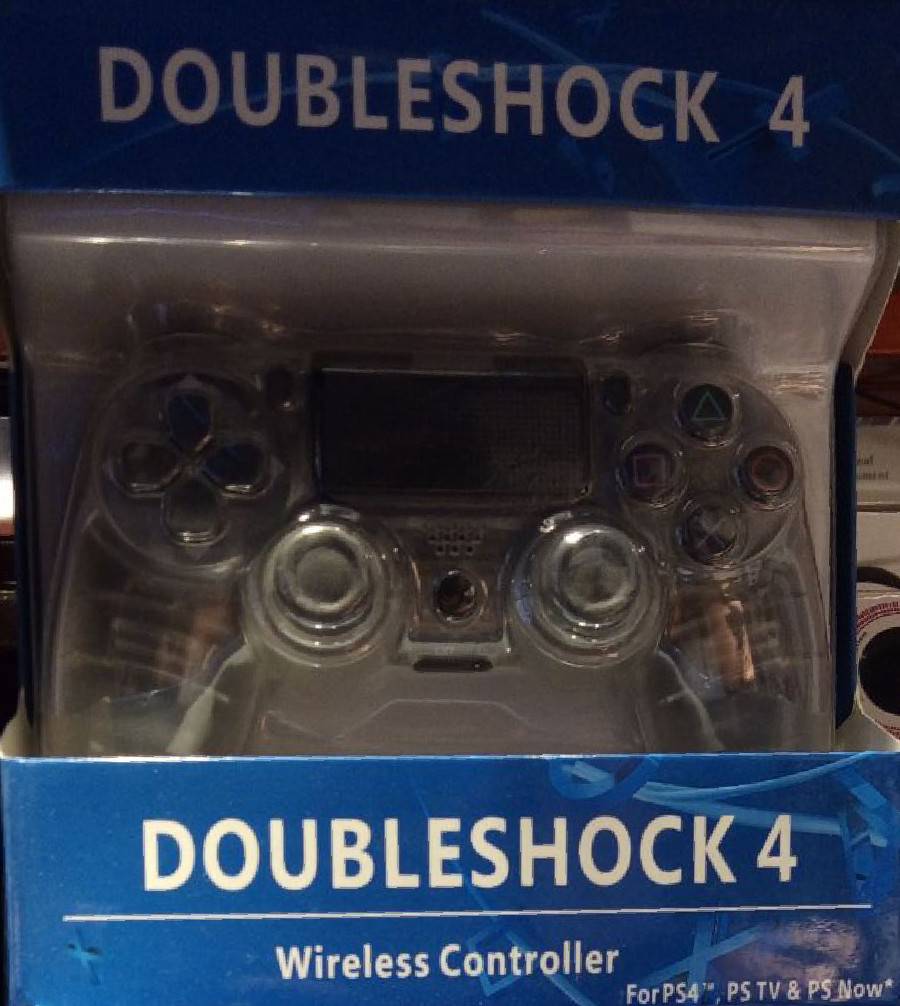 DOUBLESHOCK 4
DOUBLESHOCK 4
Wireless Controller
For PS4™, PS TV & PS Now*